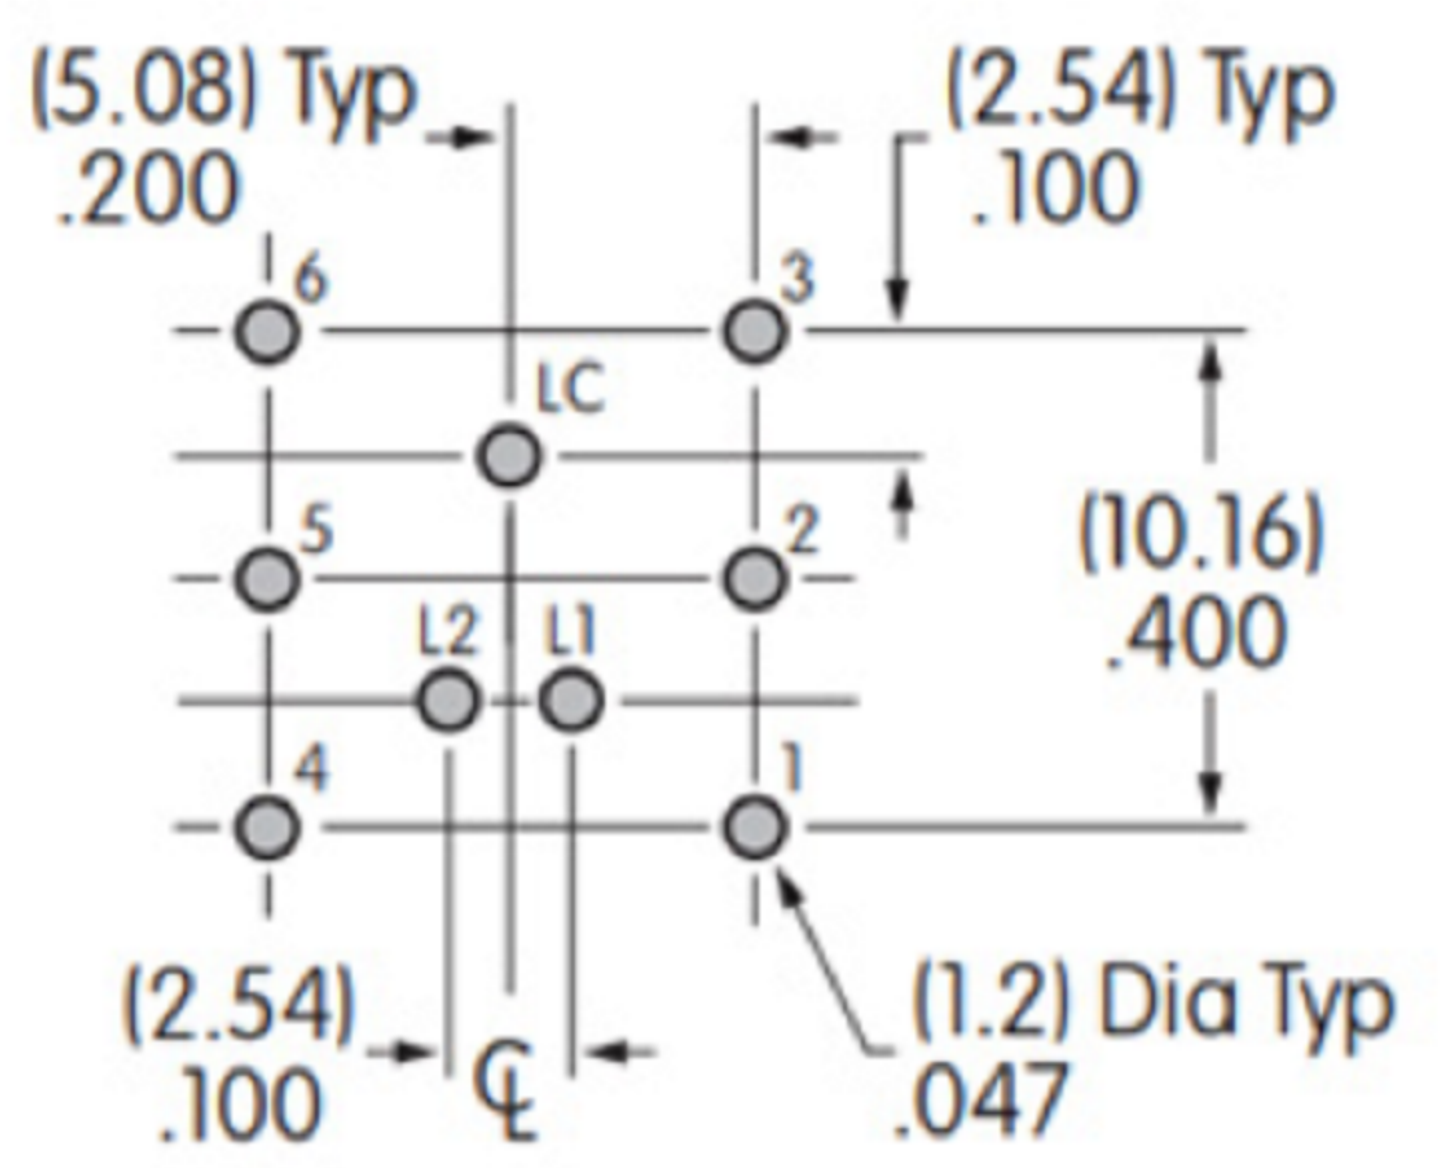 (5.08) Typ
.200
(2.54) Typ
.100
6
3
LC
5
2
(10.16)
.400
L2
L1
4
1
(2.54)
.100
℄
(1.2) Dia Typ
.047